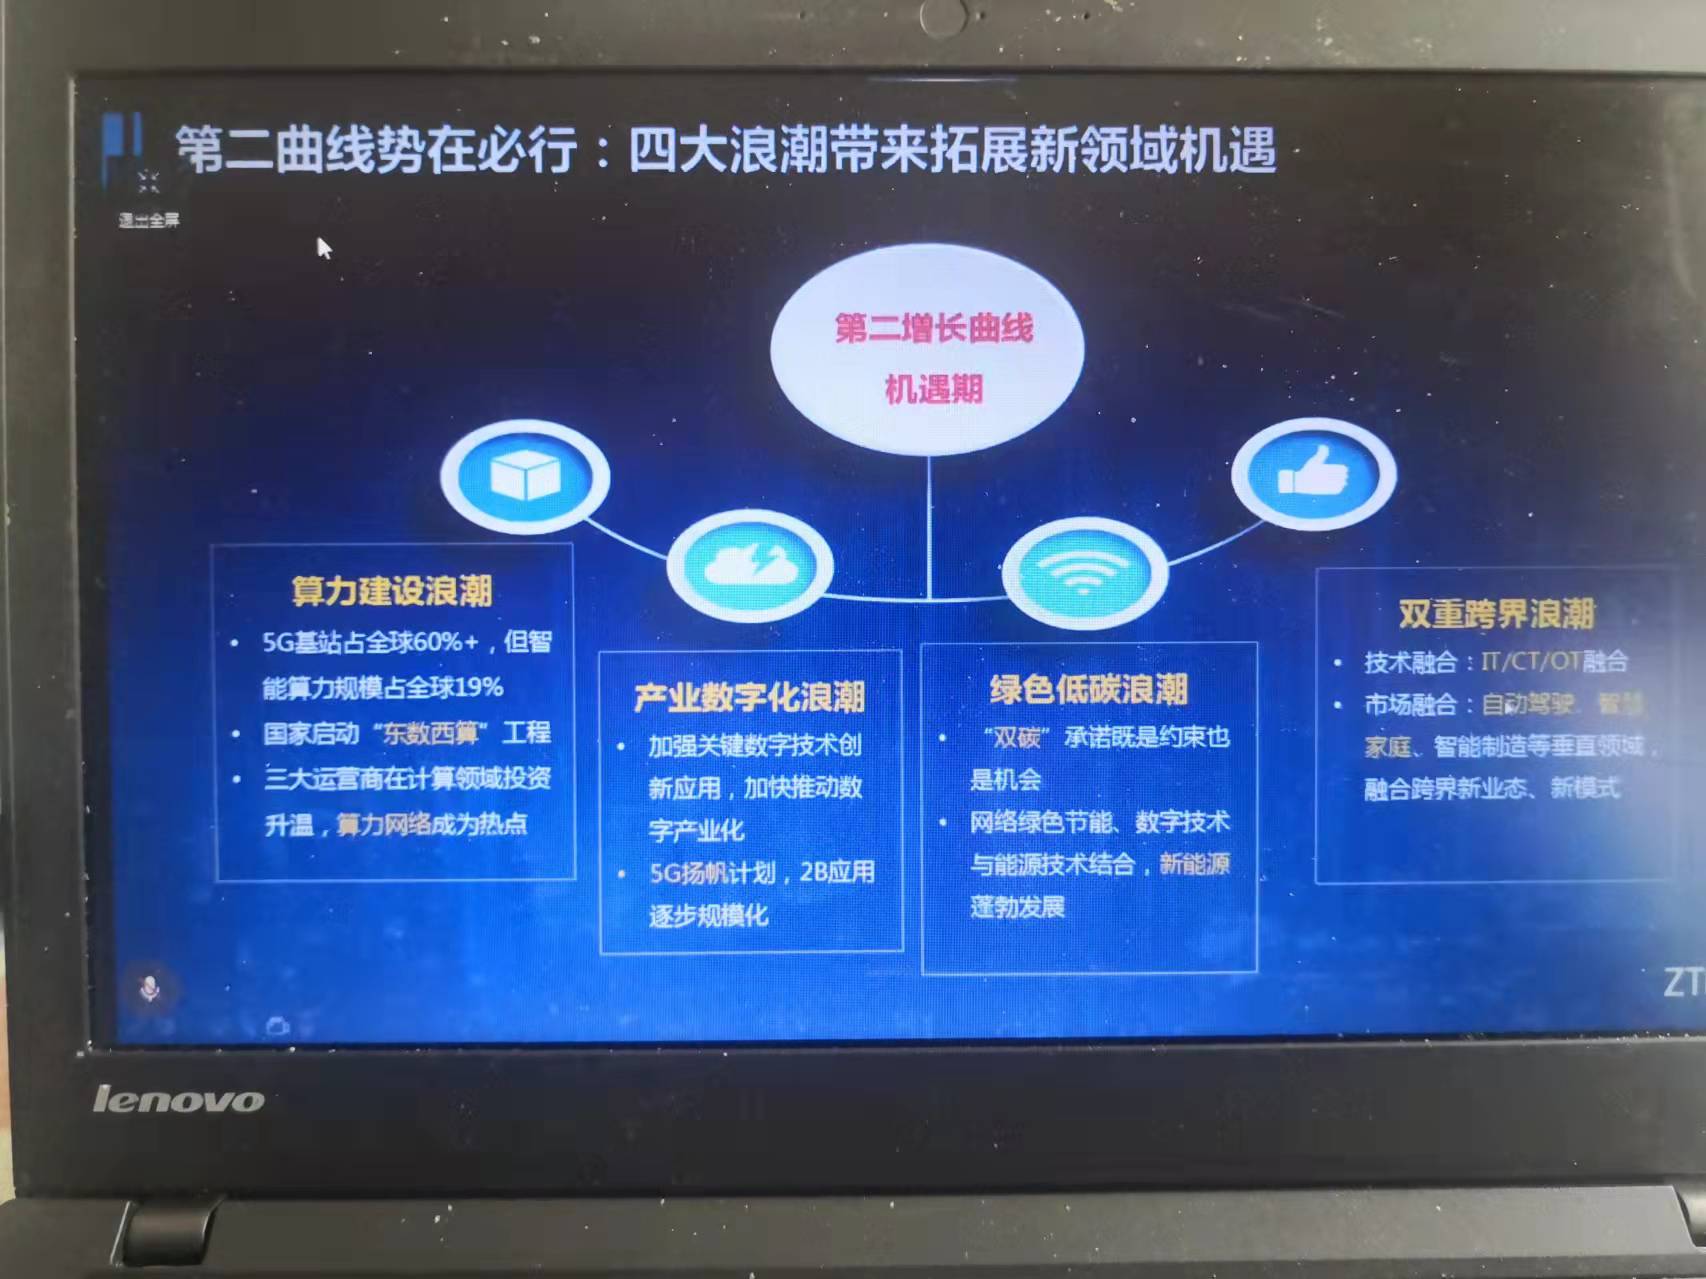 第二曲线势在必行：四大浪潮带来拓展新领域机遇
退出全屏
第二增长曲线
机遇期
算力建设浪潮
• 5G基站占全球60%+，但智
能算力规模占全球19%
• 国家启动“东数西算”工程
• 三大运营商在计算领域投资
升温，算力网络成为热点
产业数字化浪潮
• 加强关键数字技术创
新应用，加快推动数
字产业化
• 5G扬帆计划，2B应用
逐步规模化
绿色低碳浪潮
• “双碳”承诺既是约束也
是机会
• 网络绿色节能、数字技术
与能源技术结合，新能源
蓬勃发展
双重跨界浪潮
• 技术融合：IT/CT/OT融合
• 市场融合：自动驾驶、智慧
家庭、智能制造等垂直领域，
融合跨界新业态、新模式
ZT
lenovo